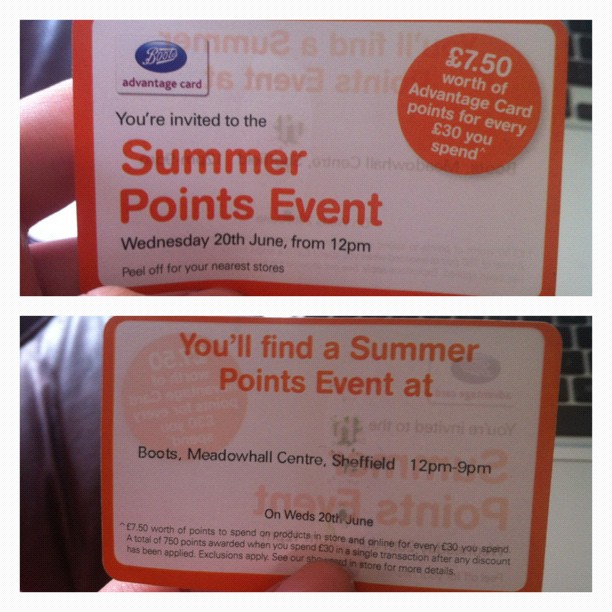 Boots
advantage card
£7.50
worth of
Advantage Card
points for every
£30 you
spend^
You're invited to the
Summer
Points Event
Wednesday 20th June, from 12pm
Peel off for your nearest stores
You'll find a Summer
Points Event at
Boots, Meadowhall Centre, Sheffield 12pm-9pm
On Weds 20th June
^£7.50 worth of points to spend on products in store and online for every £30 you spend.
A total of 750 points awarded when you spend £30 in a single transaction after any discount
has been applied. Exclusions apply. See our in store for more details.